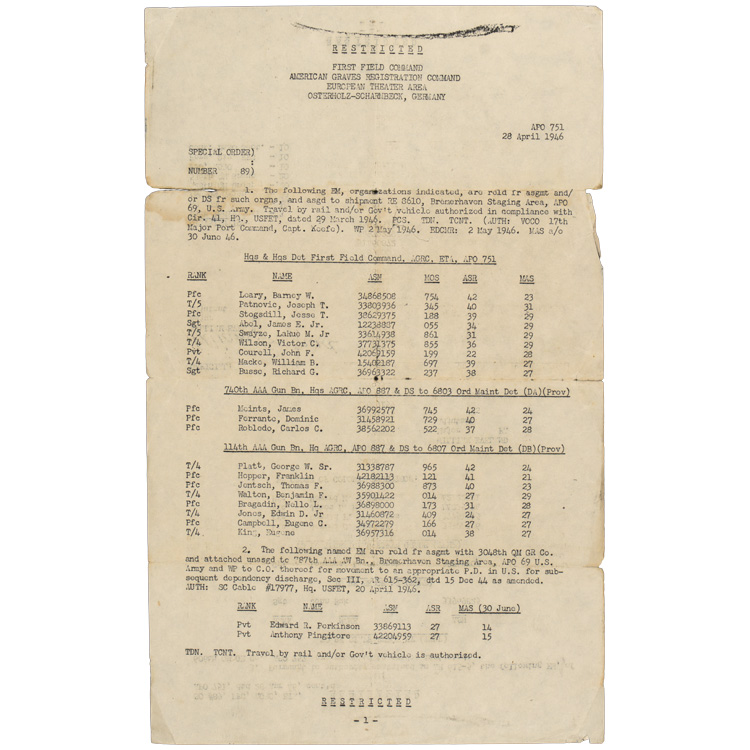 RESTRICTED
FIRST FIELD COMMAND
AMERICAN GRAVES REGISTRATION COMMAND
EUROPEAN THEATER AREA
OSTERHOLZ-SCHARMBECK, GERMANY
APO 751
28 April 1946
SPECIAL ORDER)
:
NUMBER 89)
1. The following EM, organizations indicated, are reld fr asgmt and/
or DS fr such orgns, and asgd to shipment RE 8610, Bremerhaven Staging Area, APO
69, U.S. Army. Travel by rail and/or Gov't vehicle authorized in compliance with
Cir. 41, HQ., USFET, dated 29 March 1946. PCS. TDN. TCNT. (AUTH: VOCO 17th
Major Port Command, Capt. Keefe). WP 2 May 1946. EDCMR: 2 May 1946. MAS a/o
30 June 46.
Hqs & Hqs Det First Field Command, AGRC, ETA, APO 751
RANK NAME ASN MOS ASR MAS
Pfc Leary, Barney W. 34868508 754 42 23
T/5 Patnovic, Joseph T. 33803936 345 40 31
Pfc Stogsdill, Jesse T. 38629375 188 39 29
Sgt Abel, James E. Jr 12238887 055 34 29
T/5 Swayze, Lakue M. Jr 33614938 861 31 29
T/4 Wilson, Victor C. 37731375 855 36 29
Pvt Courell, John F. 42069159 199 22 28
T/4 Macko, William B. 15402187 697 39 27
Sgt Busse, Richard G. 36963322 237 38 27
740th AAA Gun Bn, Hqs AGRC, APO 887 & DS to 6803 Ord Maint Det (DA)(Prov)
Pfc Meints, James 36992577 745 42 24
Pfc Ferrante, Dominic 31458921 729 40 27
Pfc Robledo, Carlos C. 38562202 522 37 28
114th AAA Gun Bn, Hq AGRC, APO 887 & DS to 6807 Ord Maint Det (DB)(Prov)
T/4 Platt, George W. Sr. 31338787 965 42 24
Pfc Hopper, Franklin 42182113 121 41 21
Pfc Jentsch, Thomas F. 36988300 873 40 23
T/4 Walton, Benjamin F. 35901422 014 27 29
Pfc Bragadin, Nello L. 36898000 173 31 28
T/4 Jones, Edwin D. Jr 31460872 409 24 27
Pfc Campbell, Eugene C. 34972279 166 27 27
T/4 King, Eugene 36957316 014 38 27
2. The following named EM are reld fr asgmt with 3048th QM GR Co.
and attached unasgd to 787th AAA AW Bn., Bremerhaven Staging Area, APO 69 U.S.
Army and WP to C.O. thereof for movement to an appropriate P.D. in U.S. for sub-
sequent dependency discharge, Sec III, AR 615-362, dtd 15 Dec 44 as amended.
AUTH: SC Cable #17977, Hq. USFET, 20 April 1946.
RANK NAME ASN ASR MAS (30 June)
Pvt Edward R. Perkinson 33869113 27 14
Pvt Anthony Pingitore 42204959 27 15
TDN. TCNT. Travel by rail and/or Gov't vehicle is authorized.
RESTRICTED
-1-